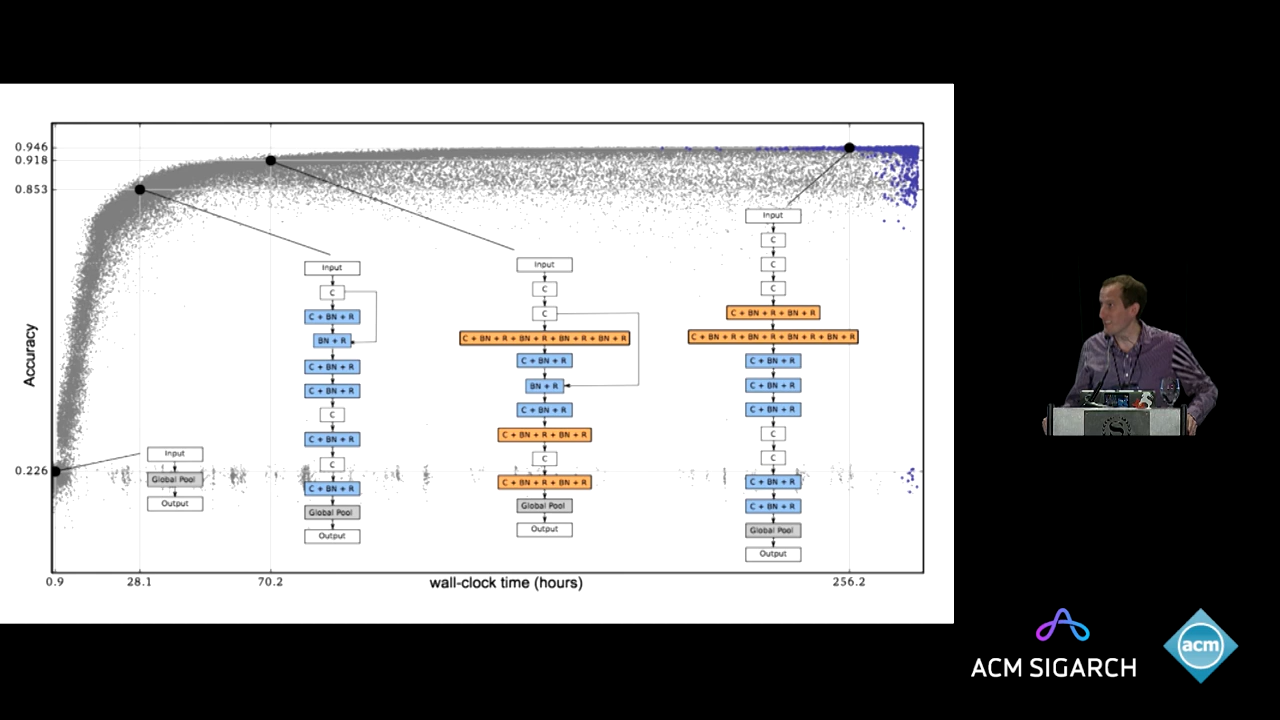 0.946
0.918
0.853
0.226
Accuracy
0.9
28.1
70.2
wall-clock time (hours)
256.2
Input
Global Pool
Output
Input
C
C + BN + R
BN + R
C + BN + R
C + BN + R
C
C + BN + R
C
C + BN + R
Global Pool
Output
Input
C
C
C + BN + R + BN + R + BN + R + BN + R
C + BN + R
BN + R
C + BN + R
C + BN + R + BN + R
C
C + BN + R + BN + R
Global Pool
Output
Input
C
C
C
C + BN + R + BN + R
C + BN + R + BN + R + BN + R + BN + R
C + BN + R
C + BN + R
C + BN + R
C
C
C + BN + R
C + BN + R
Global Pool
Output
S
ACM SIGARCH
acm